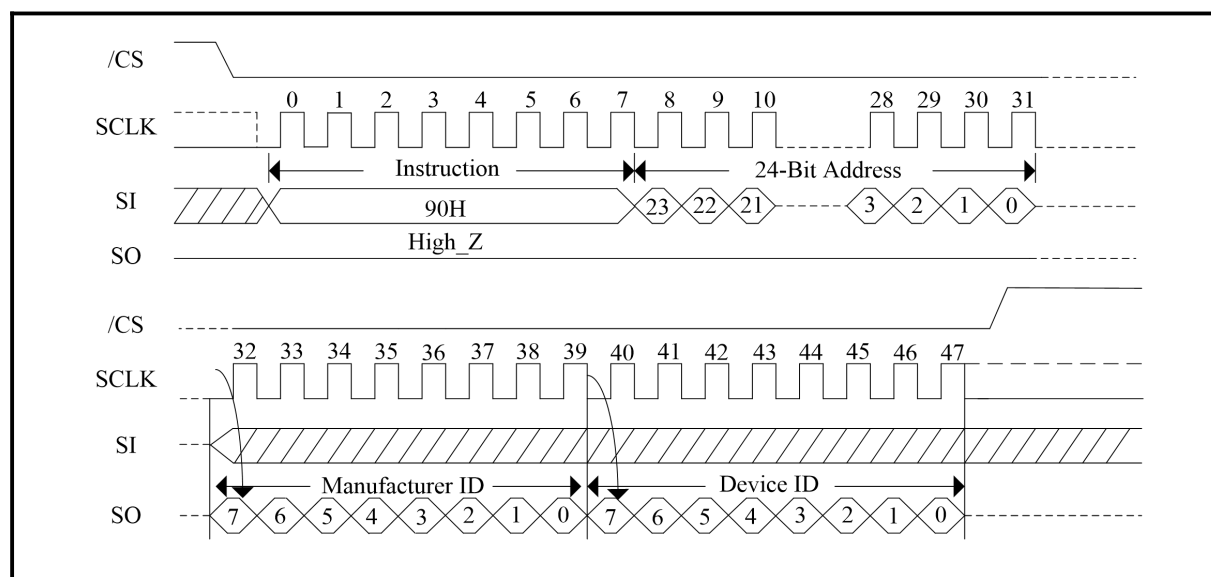 /CS
0 1 2 3 4 5 6 7 8 9 10 28 29 30 31
SCLK
Instruction 24-Bit Address
SI 90H 23 22 21 3 2 1 0
High_Z
SO
/CS
32 33 34 35 36 37 38 39 40 41 42 43 44 45 46 47
SCLK
SI
Manufacturer ID Device ID
SO 7 6 5 4 3 2 1 0 7 6 5 4 3 2 1 0